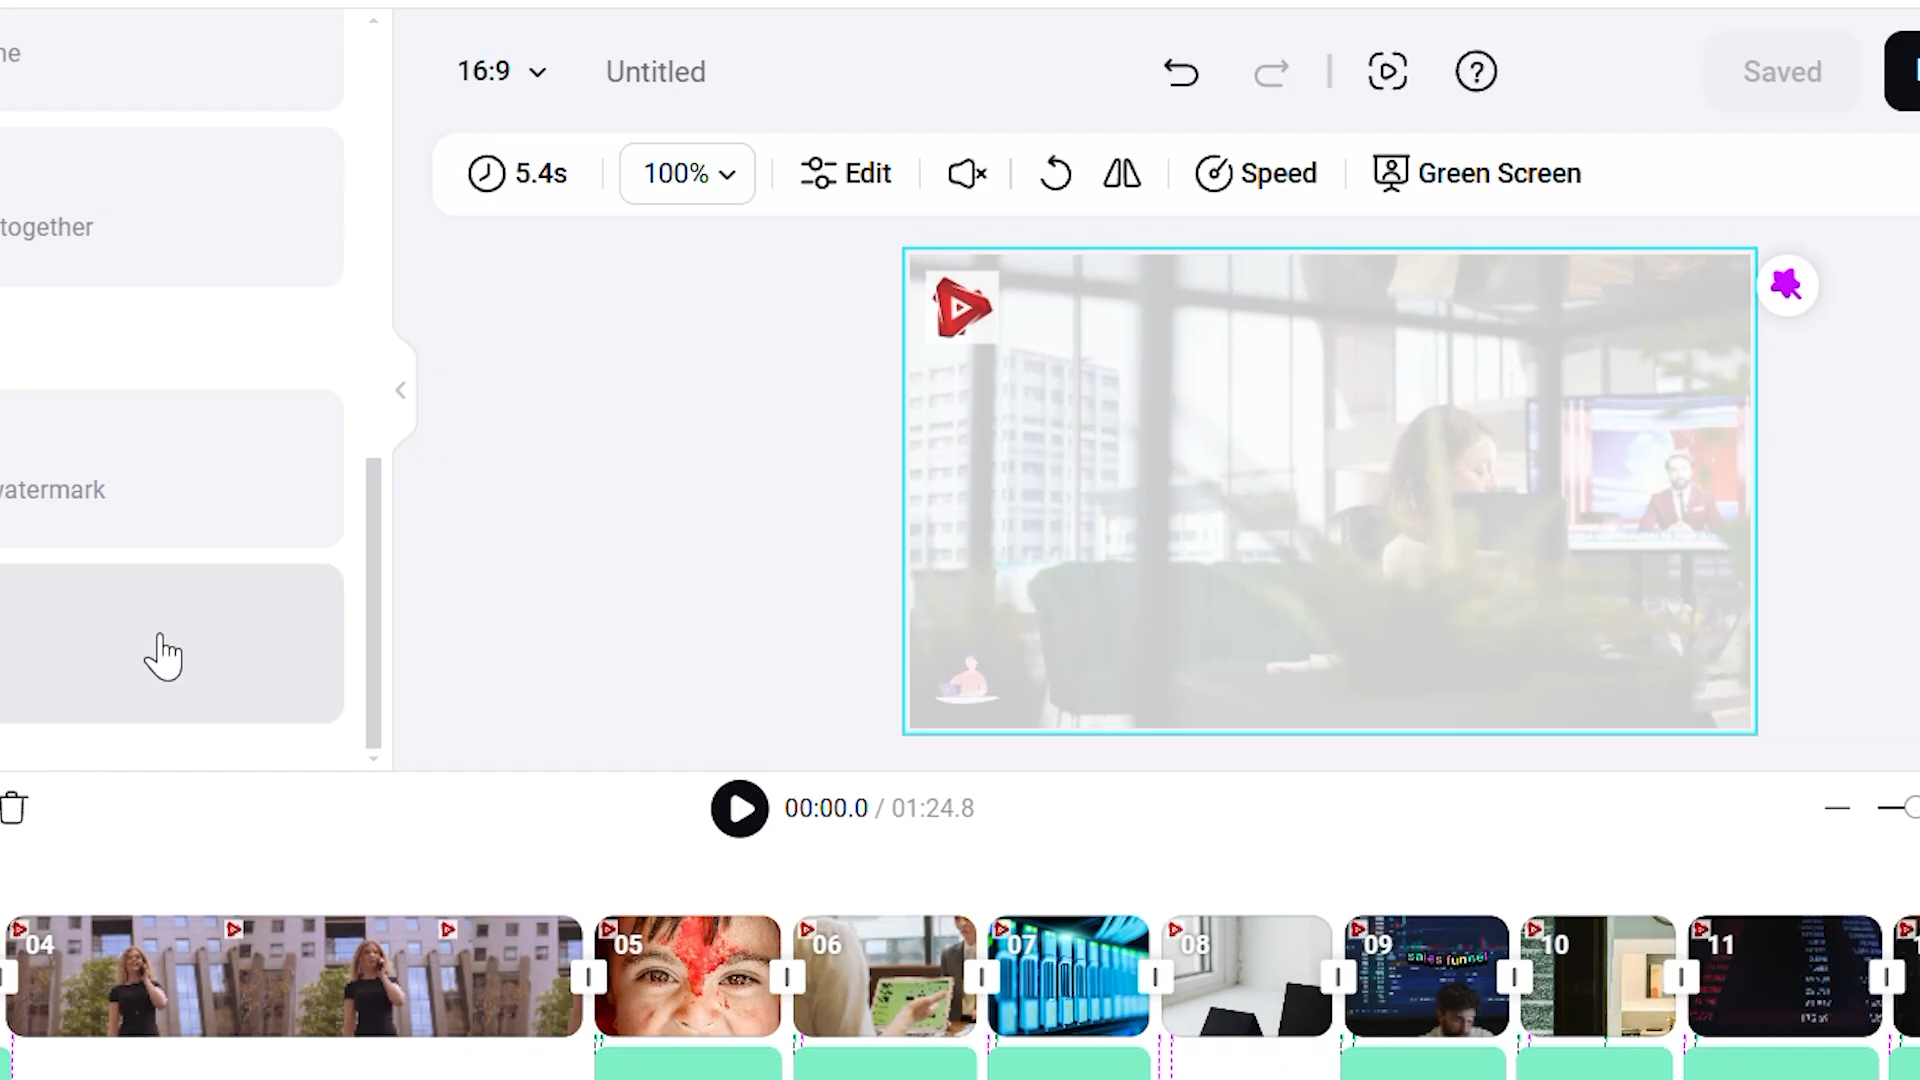 ne
16:9
Untitled
Saved
5.4s
100%
Edit
Speed
Green Screen
together
watermark
00:00.0 / 01:24.8
04
05
06
07
08
09
10
11
sales funnel